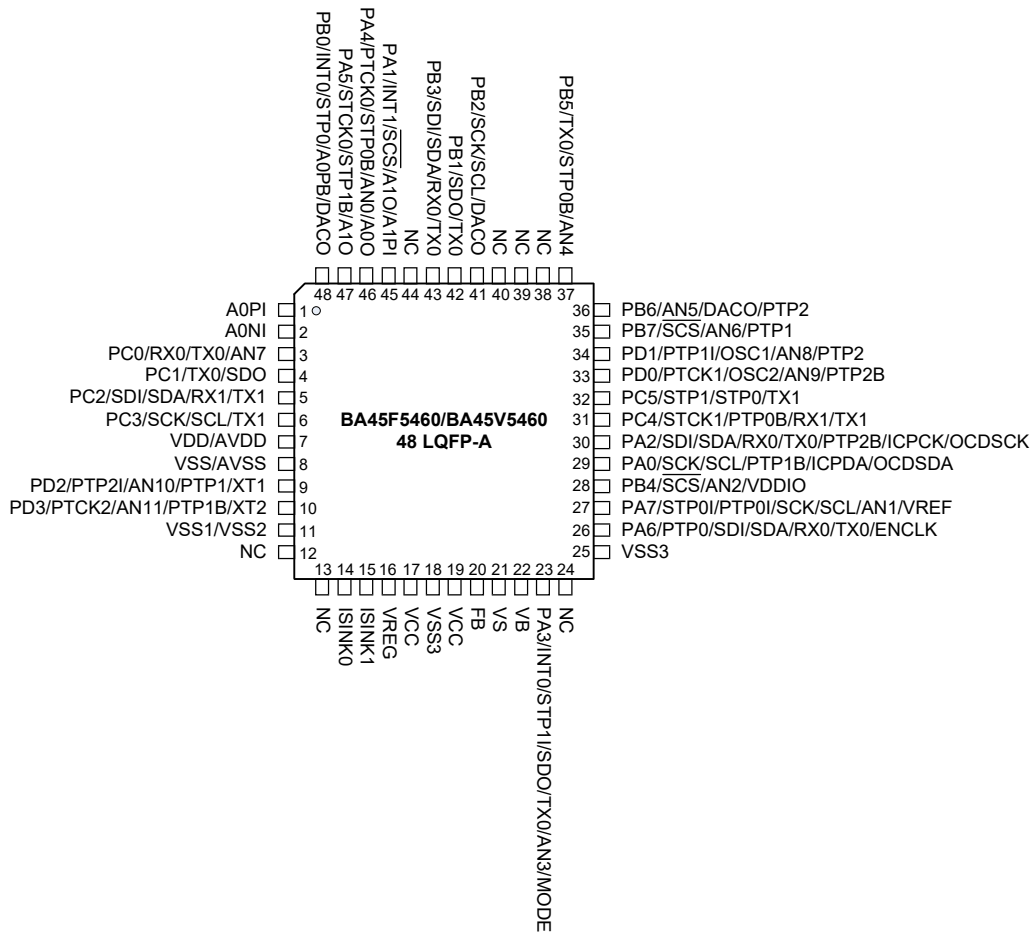 PB0/INT0/STP0/A0PB/DACO
PA5/STCK0/STP1B/A1O
PA4/PTCK0/STP0B/AN0/A0O
PA1/INT1/SCS/A1O/A1PI
NC
PB3/SDI/SDA/RX0/TX0
PB1/SDO/TX0
PB2/SCK/SCL/DACO
NC
NC
NC
PB5/TX0/STP0B/AN4
48 47 46 45 44 43 42 41 40 39 38 37
A0PI 1
A0NI 2
PC0/RX0/TX0/AN7 3
PC1/TX0/SDO 4
PC2/SDI/SDA/RX1/TX1 5
PC3/SCK/SCL/TX1 6
VDD/AVDD 7
VSS/AVSS 8
PD2/PTP2I/AN10/PTP1/XT1 9
PD3/PTCK2/AN11/PTP1B/XT2 10
VSS1/VSS2 11
NC 12
BA45F5460/BA45V5460
48 LQFP-A
36 PB6/AN5/DACO/PTP2
35 PB7/SCS/AN6/PTP1
34 PD1/PTP1I/OSC1/AN8/PTP2
33 PD0/PTCK1/OSC2/AN9/PTP2B
32 PC5/STP1/STP0/TX1
31 PC4/STCK1/PTP0B/RX1/TX1
30 PA2/SDI/SDA/RX0/TX0/PTP2B/ICPCK/OCDSCK
29 PA0/SCK/SCL/PTP1B/ICPDA/OCDSDA
28 PB4/SCS/AN2/VDDIO
27 PA7/STP0I/PTP0I/SCK/SCL/AN1/VREF
26 PA6/PTP0/SDI/SDA/RX0/TX0/ENCLK
25 VSS3
13 14 15 16 17 18 19 20 21 22 23 24
NC
ISINK0
ISINK1
VREG
VCC
VSS3
VCC
FB
VS
VB
PA3/INT0/STP1I/SDO/TX0/AN3/MODE
NC